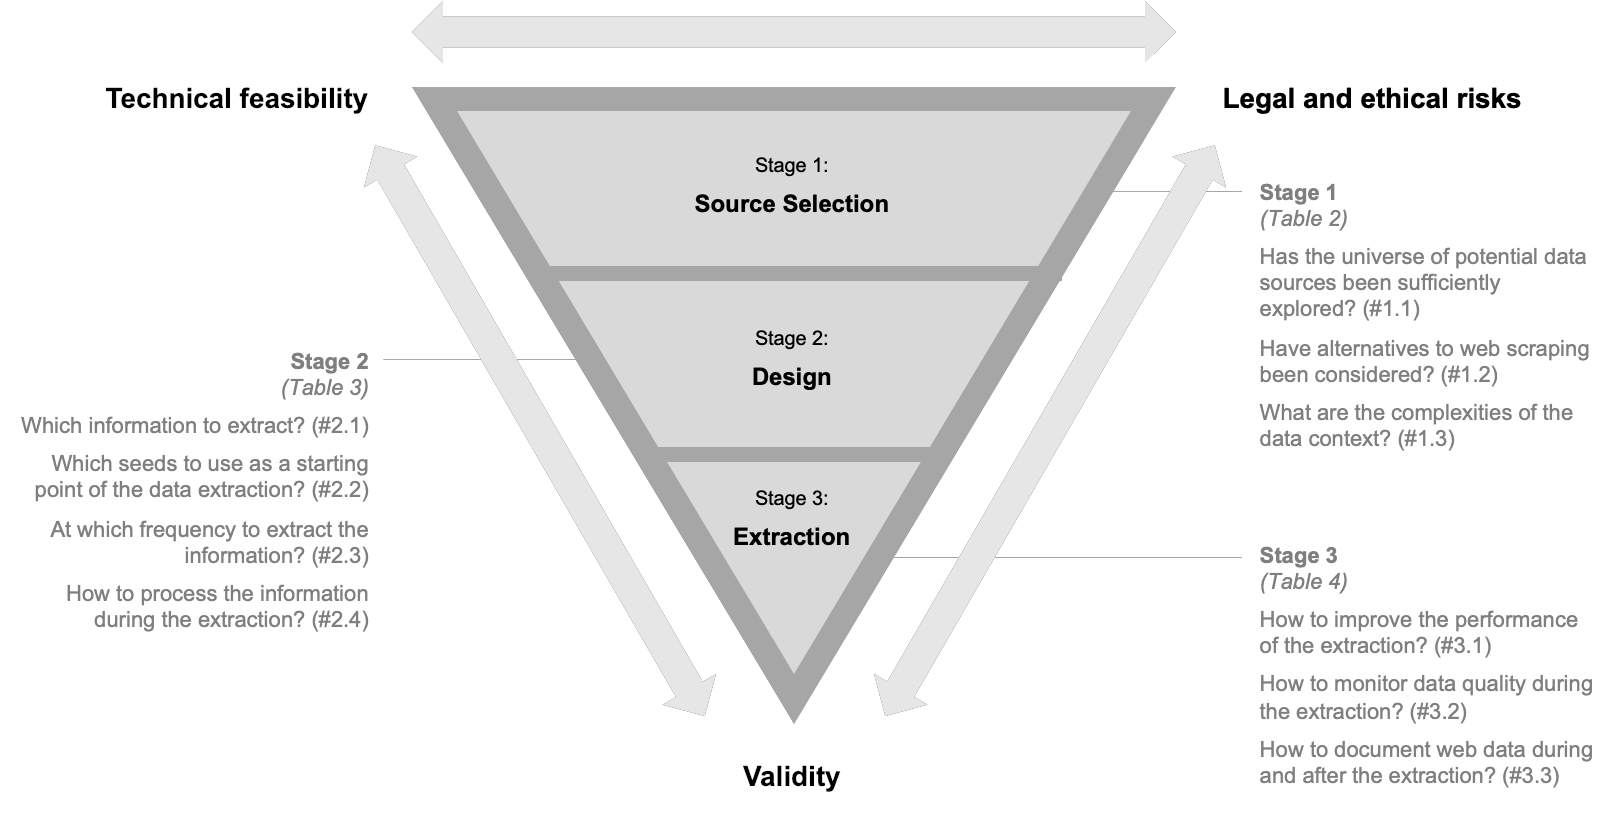 Technical feasibility
Legal and ethical risks
Stage 1:
Source Selection
Stage 2:
Design
Stage 3:
Extraction
Validity
Stage 1
(Table 2)
Has the universe of potential data
sources been sufficiently
explored? (#1.1)
Have alternatives to web scraping
been considered? (#1.2)
What are the complexities of the
data context? (#1.3)
Stage 2
(Table 3)
Which information to extract? (#2.1)
Which seeds to use as a starting
point of the data extraction? (#2.2)
At which frequency to extract the
information? (#2.3)
How to process the information
during the extraction? (#2.4)
Stage 3
(Table 4)
How to improve the performance
of the extraction? (#3.1)
How to monitor data quality during
the extraction? (#3.2)
How to document web data during
and after the extraction? (#3.3)